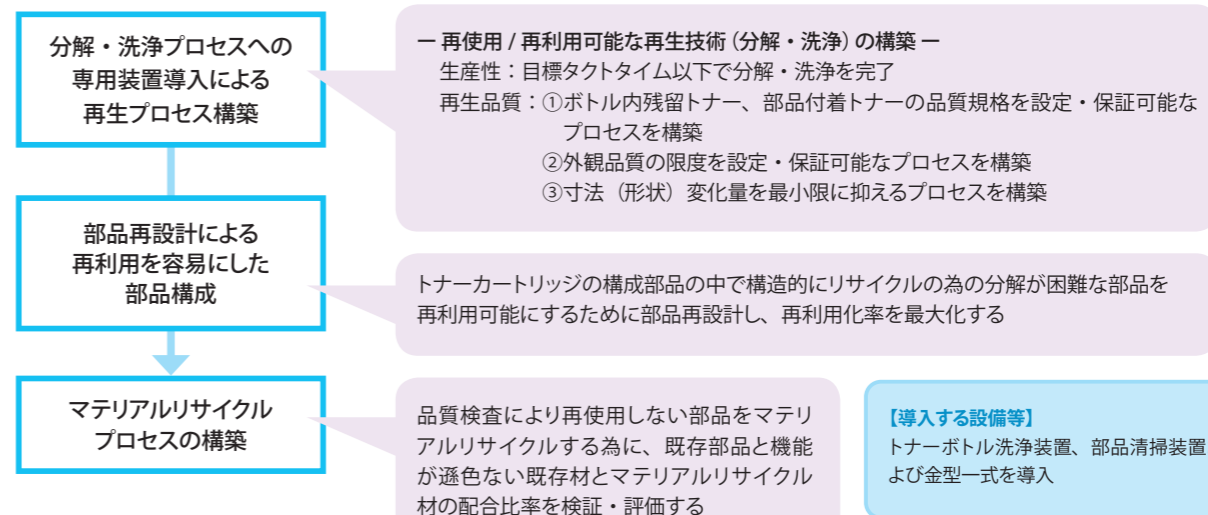 分解・洗浄プロセスへの
専用装置導入による
再生プロセス構築
ー 再使用 / 再利用可能な再生技術（分解・洗浄）の構築 ー
生産性：目標タクトタイム以下で分解・洗浄を完了
再生品質：①ボトル内残留トナー、部品付着トナーの品質規格を設定・保証可能な
プロセスを構築
②外観品質の限度を設定・保証可能なプロセスを構築
③寸法（形状）変化量を最小限に抑えるプロセスを構築
部品再設計による
再利用を容易にした
部品構成
トナーカートリッジの構成部品の中で構造的にリサイクルの為の分解が困難な部品を
再利用可能にするために部品再設計し、再利用化率を最大化する
マテリアルリサイクル
プロセスの構築
品質検査により再使用しない部品をマテリ
アルリサイクルする為に、既存部品と機能
が遜色ない既存材とマテリアルリサイクル
材の配合比率を検証・評価する
【導入する設備等】
トナーボトル洗浄装置、部品清掃装置
よび金型一式を導入